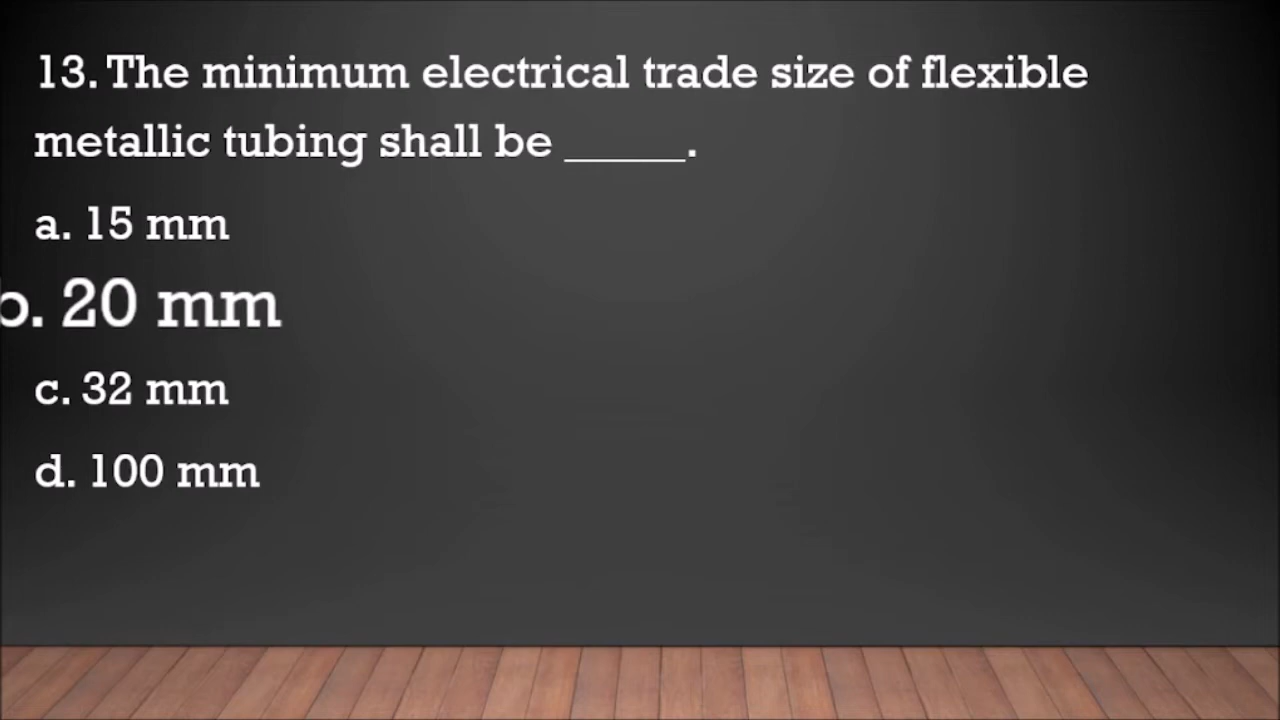 13. The minimum electrical trade size of flexible
metallic tubing shall be _____.
a. 15 mm
b. 20 mm
c. 32 mm
d. 100 mm